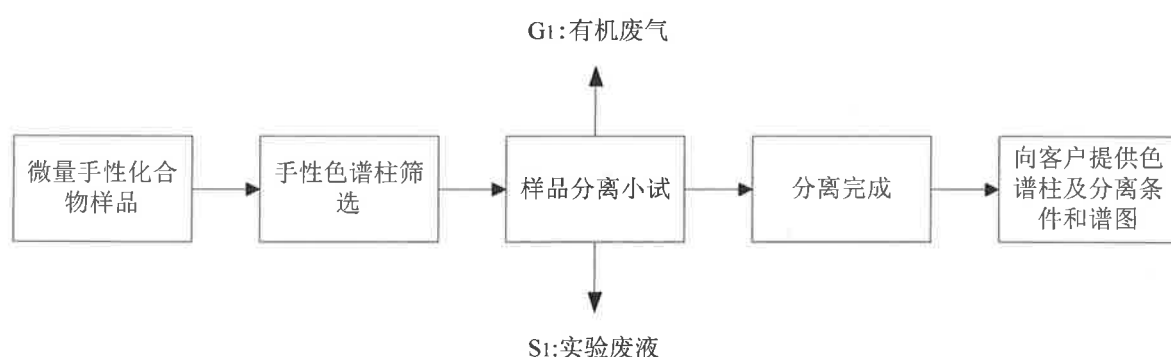 G1:有机废气
微量手性化合
物样品
手性色谱柱筛
选
样品分离小试
分离完成
向客户提供色
谱柱及分离条
件和谱图
S1:实验废液